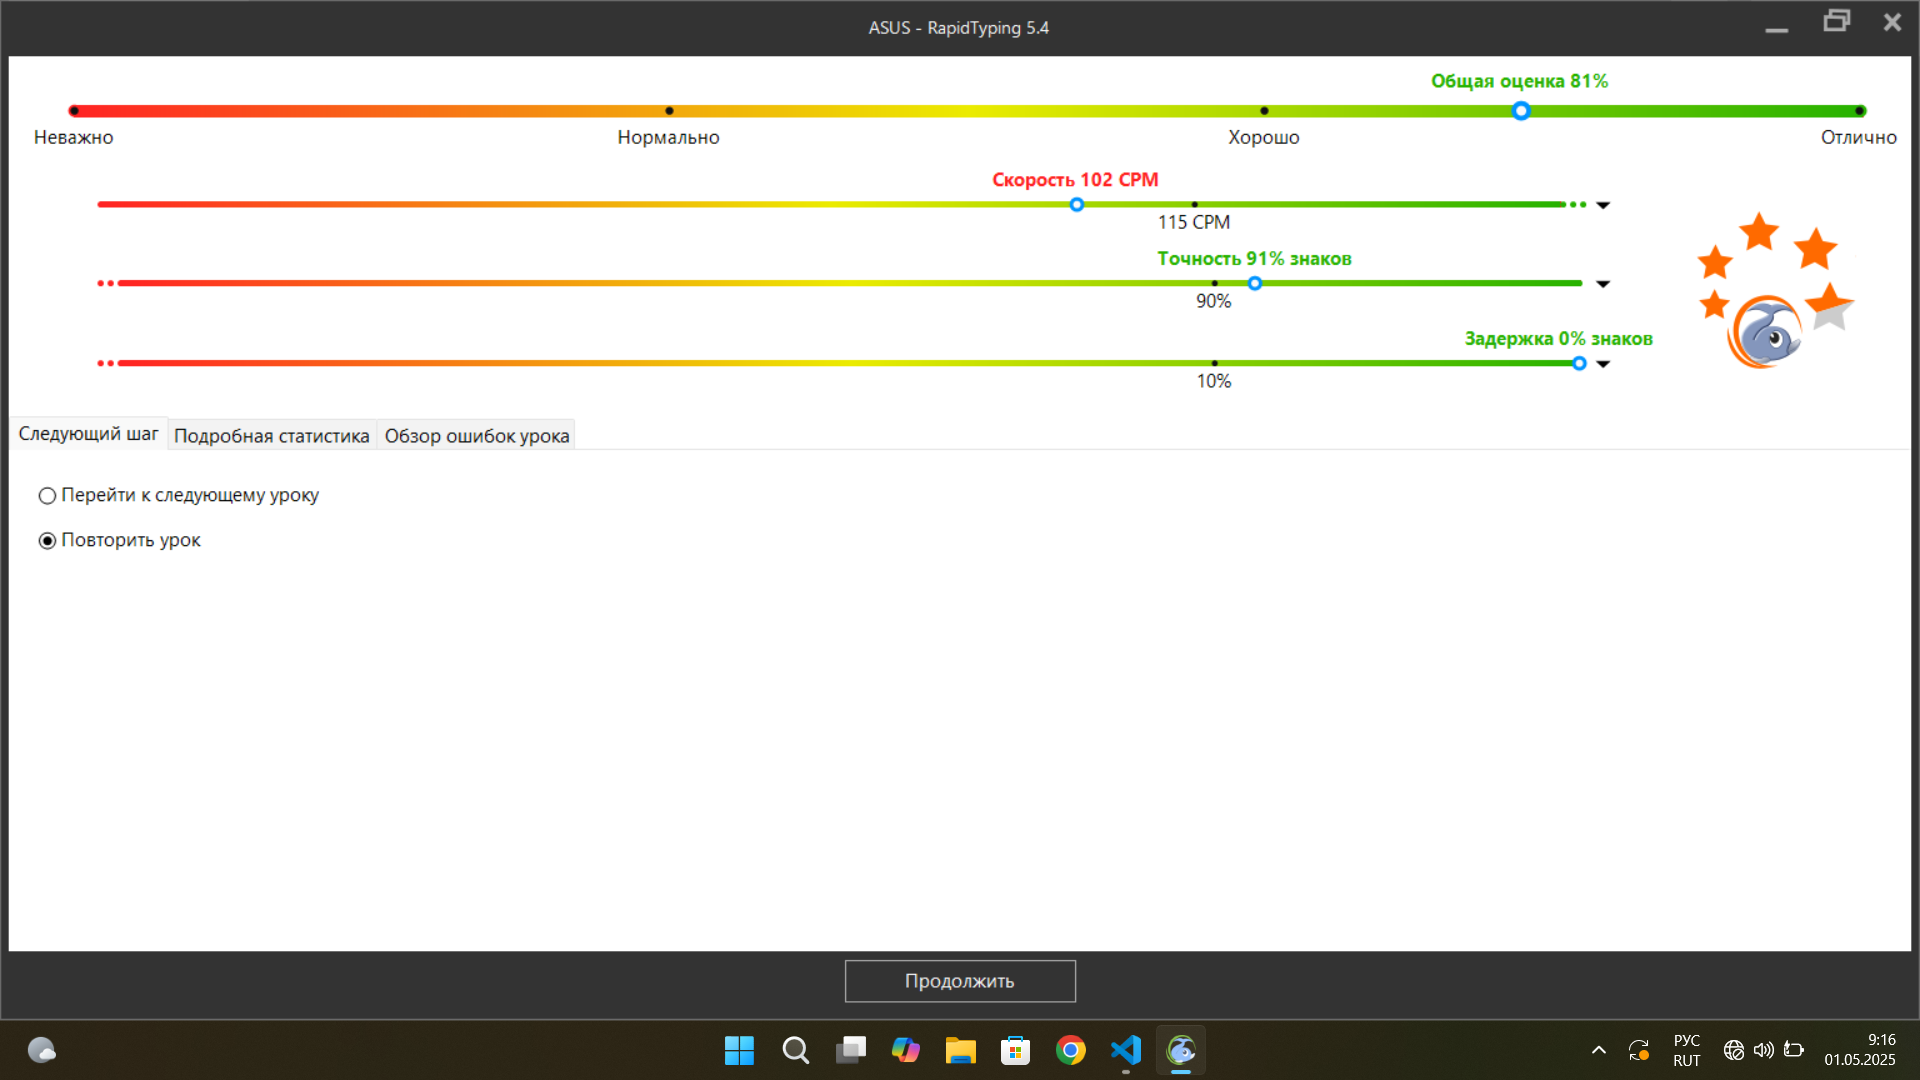 ASUS - RapidTyping 5.4
Общая оценка 81%
Неважно
Нормально
Хорошо
Отлично
Скорость 102 CPM
115 CPM
Точность 91% знаков
90%
Задержка 0% знаков
10%
Следующий шаг
Подробная статистика
Обзор ошибок урока
Перейти к следующему уроку
Повторить урок
Продолжить
РУС
RUT
9:16
01.05.2025